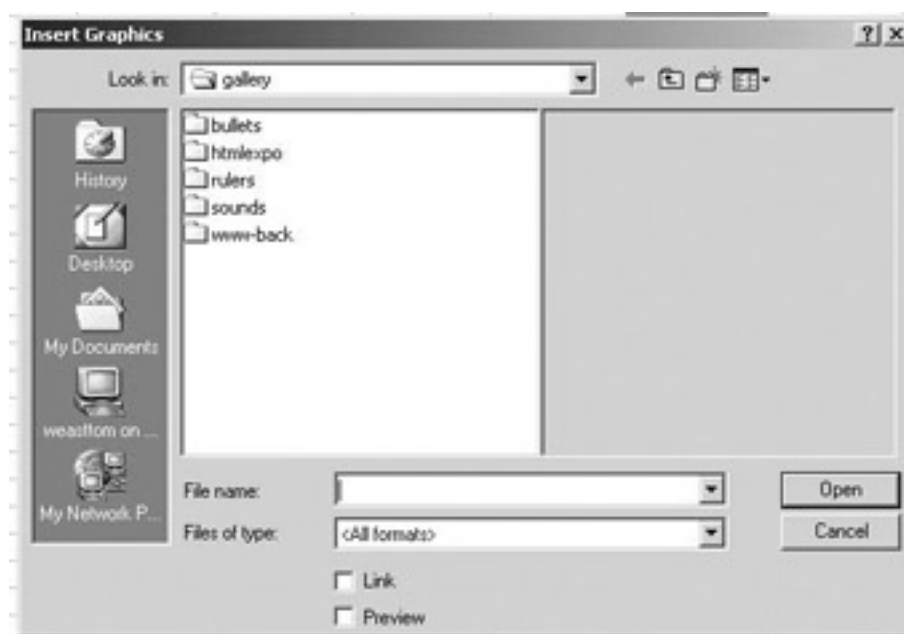 Insert Graphics
Look in: gallery
History
Desktop
My Documents
weasttom on ...
My Network P...
bullets
htmlexpo
rulers
sounds
www-back
File name:
Open
Files of type: <All formats>
Cancel
Link
Preview